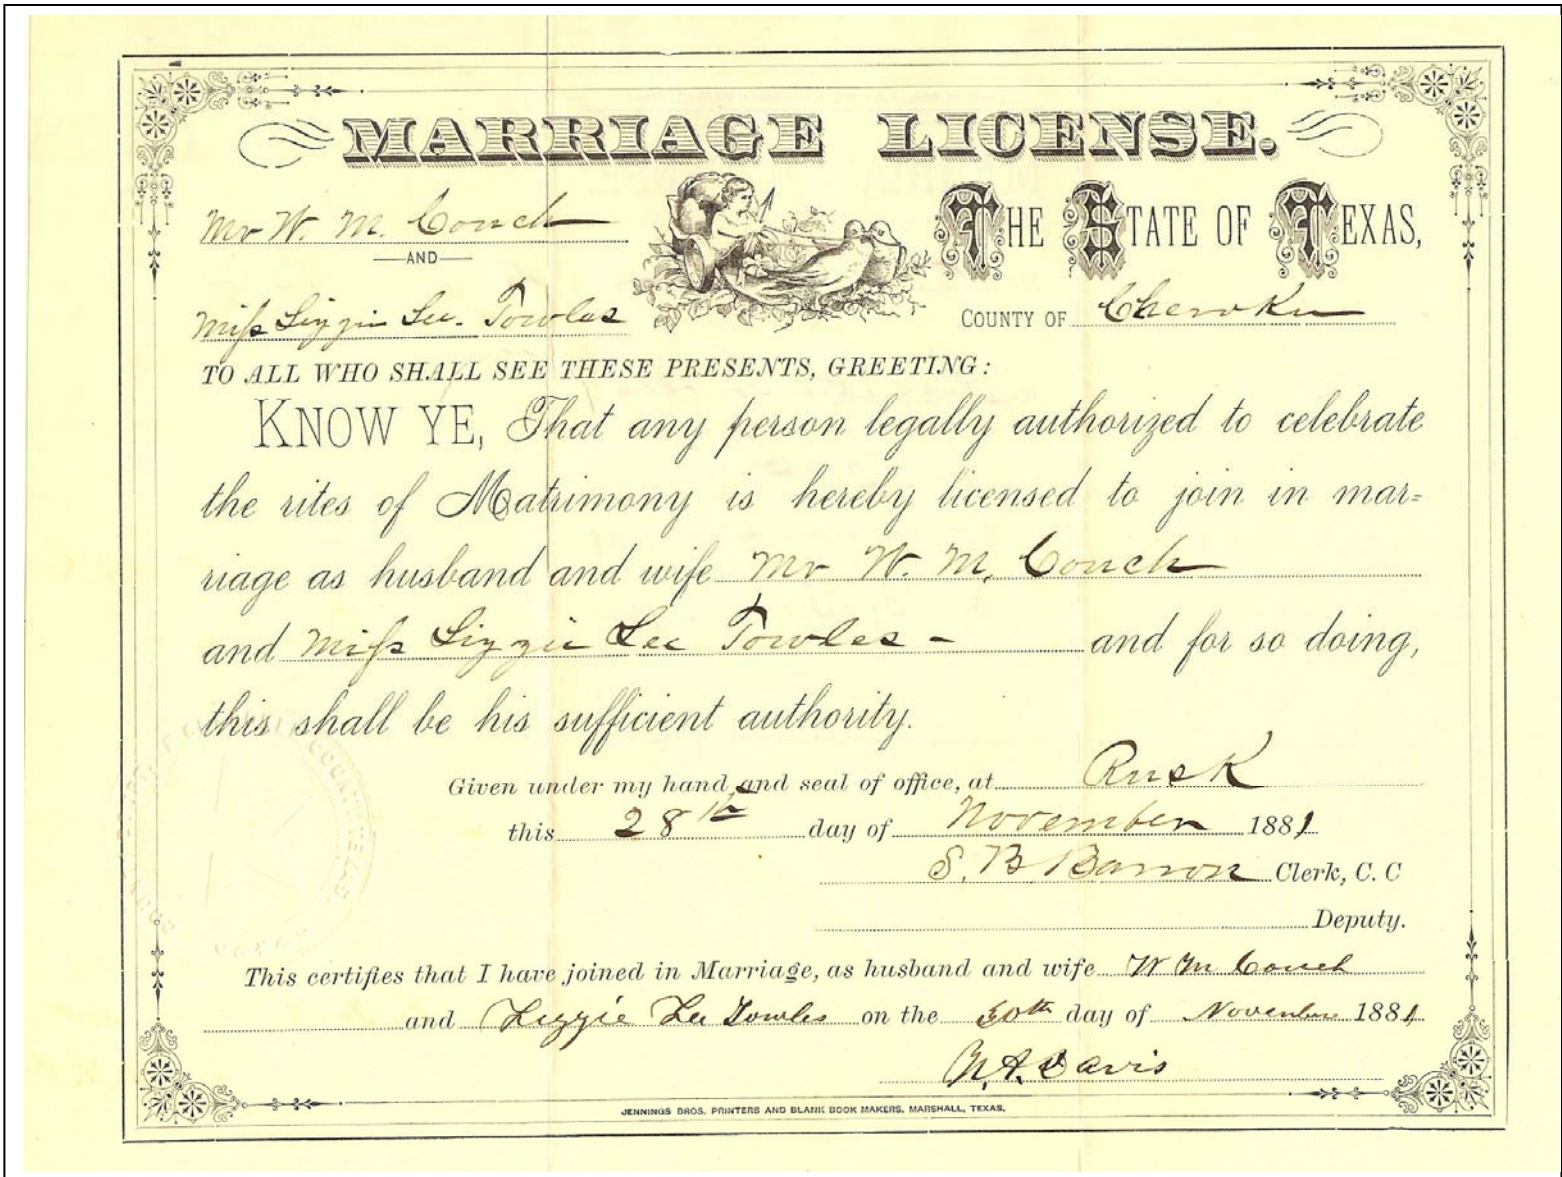 MARRIAGE LICENSE.
Mr W. M. Couch
AND
Miss Lizzie Lee Towles
THE STATE OF TEXAS,
COUNTY OF Cherokee
TO ALL WHO SHALL SEE THESE PRESENTS, GREETING:
KNOW YE, That any person legally authorized to celebrate
the rites of Matrimony is hereby licensed to join in mar=
riage as husband and wife Mr W. M. Couch
and Miss Lizzie Lee Towles - and for so doing,
this shall be his sufficient authority.
Given under my hand and seal of office, at Rusk
this 28th day of November 1881
S. B Barron Clerk, C. C
Deputy.
This certifies that I have joined in Marriage, as husband and wife W M Couch
and Lizzie Lee Towles on the 30th day of November 1881
N. A. Davis
JENNINGS BROS. PRINTERS AND BLANK BOOK MAKERS, MARSHALL, TEXAS.